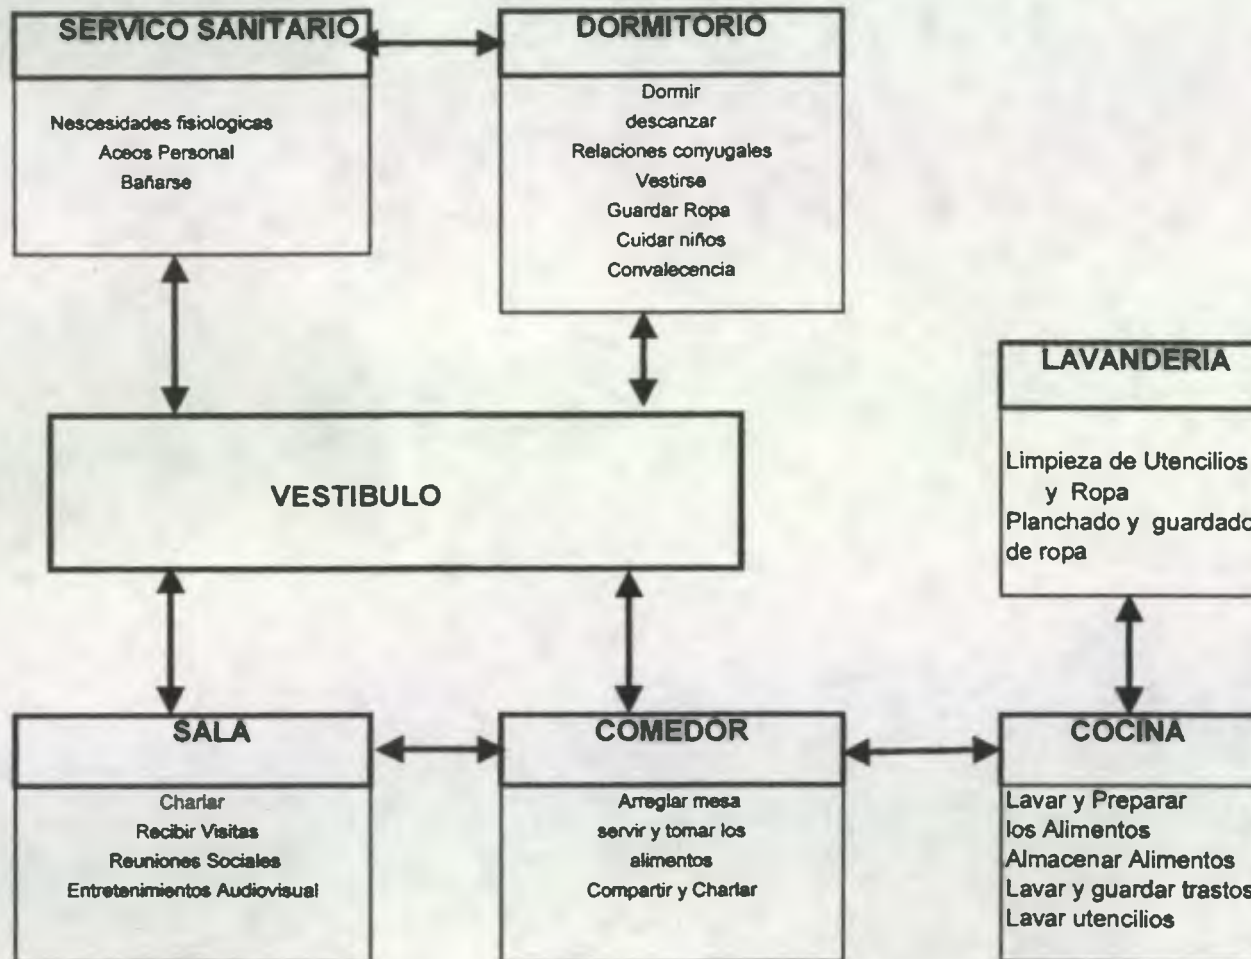 SERVICO SANITARIO
Nescesidades fisiologicas
Aceos Personal
Bañarse
DORMITORIO
Dormir
descanzar
Relaciones conyugales
Vestirse
Guardar Ropa
Cuidar niños
Convalecencia
LAVANDERIA
Limpieza de Utencilios
y Ropa
Planchado y guardado
de ropa
VESTIBULO
SALA
Charlar
Recibir Visitas
Reuniones Sociales
Entretenimientos Audiovisual
COMEDOR
Arreglar mesa
servir y tomar los
alimentos
Compartir y Charlar
COCINA
Lavar y Preparar
los Alimentos
Almacenar Alimentos
Lavar y guardar trastos
Lavar utencilios